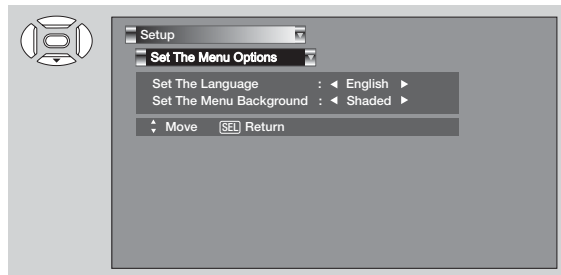 Setup
Set The Menu Options
Set The Language : ◄ English ►
Set The Menu Background : ◄ Shaded ►
Move SEL Return